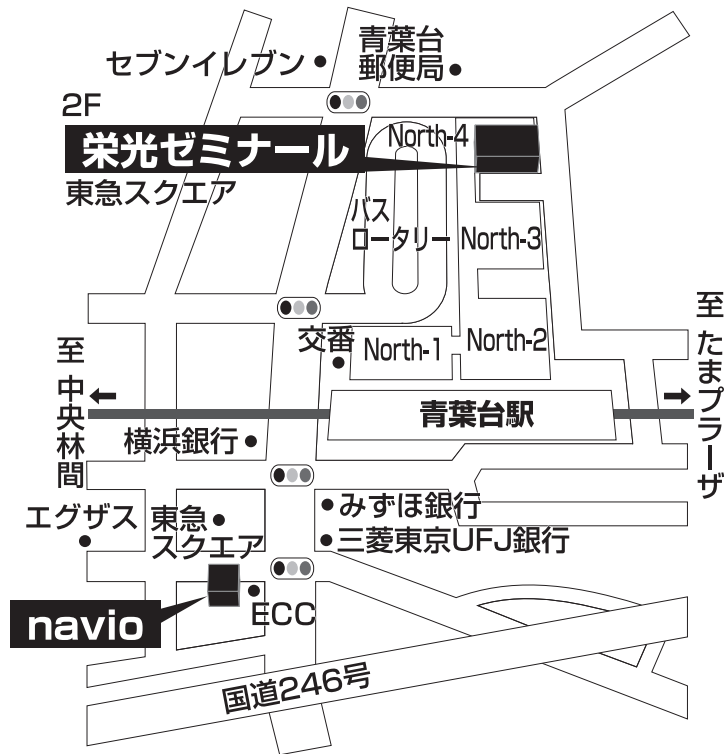 セブンイレブン
青葉台
郵便局
2F
栄光ゼミナール
東急スクエア
North-4
バス
ロータリー
North-3
交番
North-1
North-2
至 たまプラーザ
至 中央林間
青葉台駅
横浜銀行
エグザス
東急
スクエア
みずほ銀行
三菱東京UFJ銀行
navio
ECC
国道246号